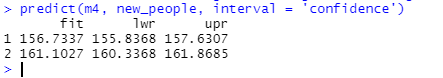 predict(m4, new_people, interval = 'confidence')
       fit      lwr      upr
1 156.7337 155.8368 157.6307
2 161.1027 160.3368 161.8685
>